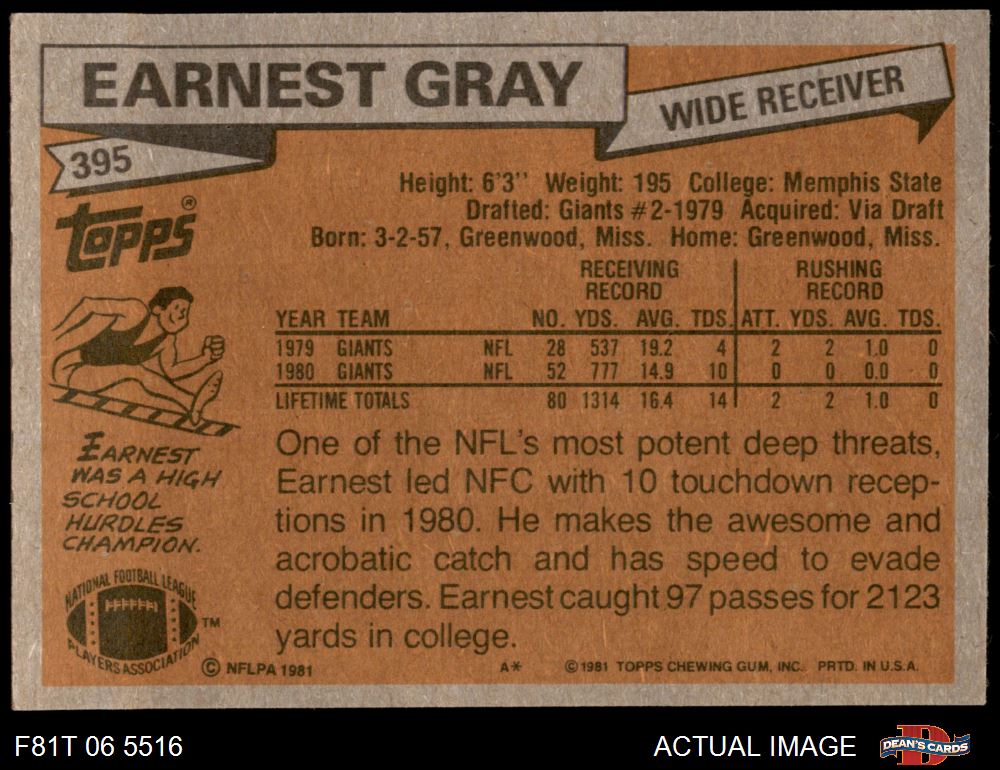 EARNEST GRAY
WIDE RECEIVER
395
Topps®
Height: 6'3'' Weight: 195 College: Memphis State
Drafted: Giants #2-1979 Acquired: Via Draft
Born: 3-2-57, Greenwood, Miss. Home: Greenwood, Miss.
RECEIVING RUSHING
RECORD RECORD
YEAR TEAM NO. YDS. AVG. TDS. ATT. YDS. AVG. TDS.
1979 GIANTS NFL 28 537 19.2 4 2 2 1.0 0
1980 GIANTS NFL 52 777 14.9 10 0 0 0.0 0
LIFETIME TOTALS 80 1314 16.4 14 2 2 1.0 0
One of the NFL's most potent deep threats,
Earnest led NFC with 10 touchdown recep-
tions in 1980. He makes the awesome and
acrobatic catch and has speed to evade
defenders. Earnest caught 97 passes for 2123
yards in college.
EARNEST
WAS A HIGH
SCHOOL
HURDLES
CHAMPION.
NATIONAL FOOTBALL LEAGUE
PLAYERS ASSOCIATION
TM
© NFLPA 1981
A* © 1981 TOPPS CHEWING GUM, INC. PRTD. IN U.S.A.
F81T 06 5516
ACTUAL IMAGE
D
DEAN'S CARDS